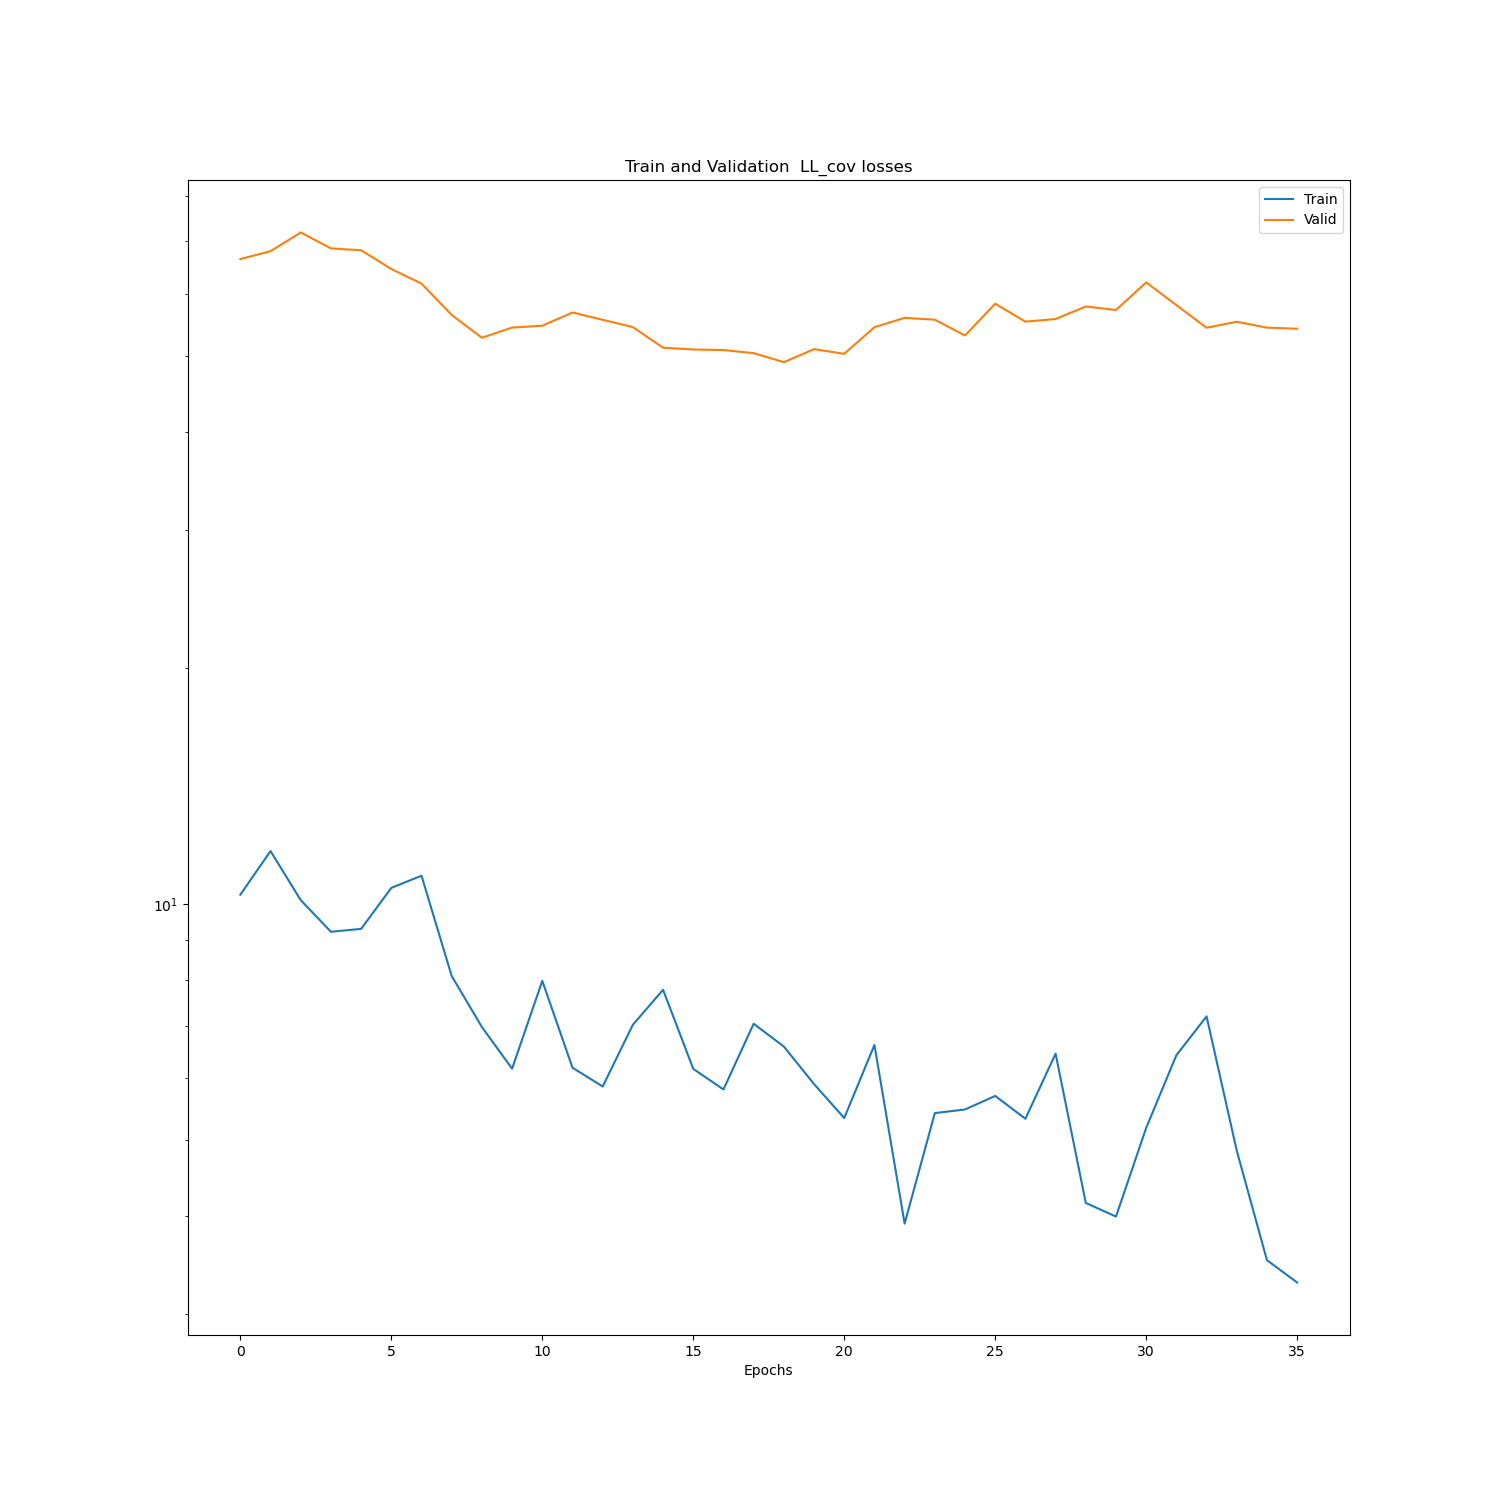 Train and Validation  LL_cov losses
Train
Valid
10¹
0 5 10 15 20 25 30 35
Epochs